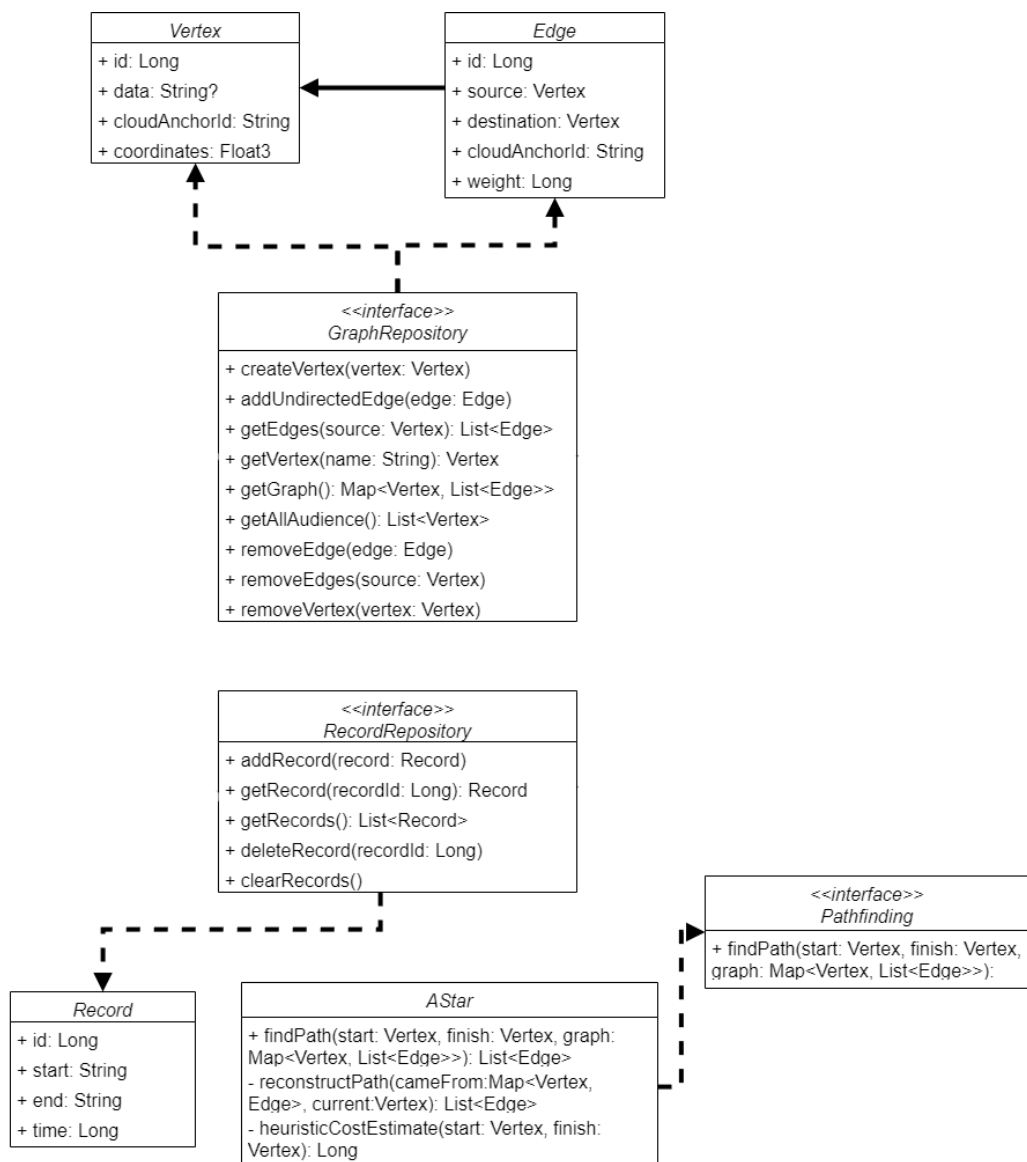 Vertex
+ id: Long
+ data: String?
+ cloudAnchorId: String
+ coordinates: Float3
Edge
+ id: Long
+ source: Vertex
+ destination: Vertex
+ cloudAnchorId: String
+ weight: Long
<<interface>>
GraphRepository
+ createVertex(vertex: Vertex)
+ addUndirectedEdge(edge: Edge)
+ getEdges(source: Vertex): List<Edge>
+ getVertex(name: String): Vertex
+ getGraph(): Map<Vertex, List<Edge>>
+ getAllAudience(): List<Vertex>
+ removeEdge(edge: Edge)
+ removeEdges(source: Vertex)
+ removeVertex(vertex: Vertex)
<<interface>>
RecordRepository
+ addRecord(record: Record)
+ getRecord(recordId: Long): Record
+ getRecords(): List<Record>
+ deleteRecord(recordId: Long)
+ clearRecords()
<<interface>>
Pathfinding
+ findPath(start: Vertex, finish: Vertex,
graph: Map<Vertex, List<Edge>>):
Record
+ id: Long
+ start: String
+ end: String
+ time: Long
AStar
+ findPath(start: Vertex, finish: Vertex, graph:
Map<Vertex, List<Edge>>): List<Edge>
- reconstructPath(cameFrom:Map<Vertex,
Edge>, current:Vertex): List<Edge>
- heuristicCostEstimate(start: Vertex, finish:
Vertex): Long